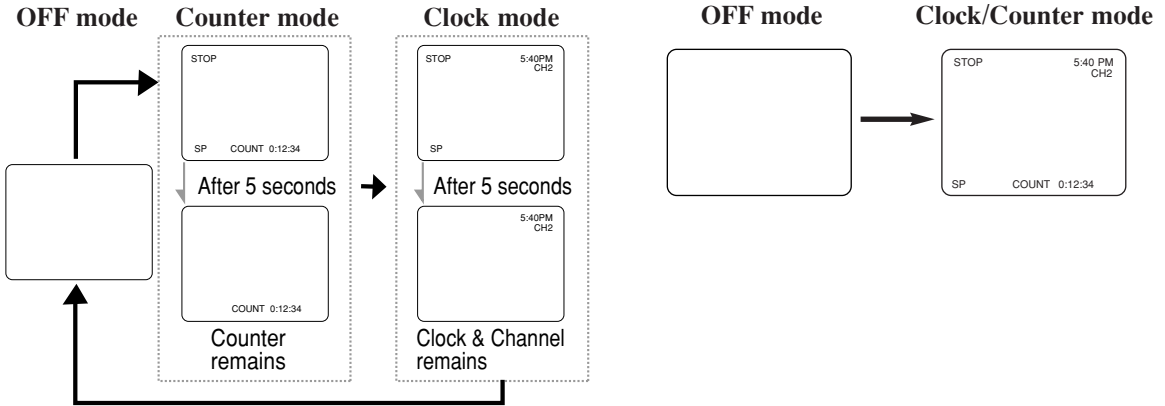 OFF mode
Counter mode
Clock mode
STOP
SP COUNT 0:12:34
After 5 seconds
COUNT 0:12:34
Counter
remains
STOP 5:40PM
CH2
SP
After 5 seconds
5:40PM
CH2
Clock & Channel
remains
OFF mode
Clock/Counter mode
STOP 5:40 PM
CH2
SP COUNT 0:12:34